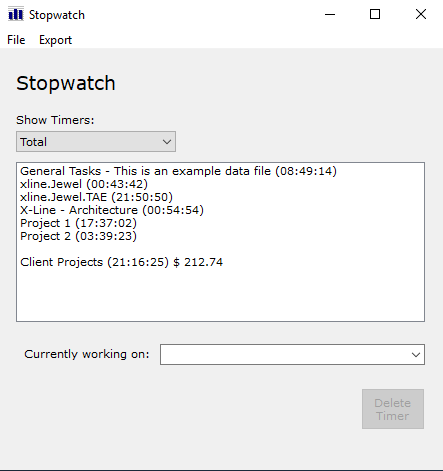 Stopwatch
File Export
Stopwatch
Show Timers:
Total
General Tasks - This is an example data file (08:49:14)
xline.Jewel (00:43:42)
xline.Jewel.TAE (21:50:50)
X-Line - Architecture (00:54:54)
Project 1 (17:37:02)
Project 2 (03:39:23)
Client Projects (21:16:25) $ 212.74
Currently working on:
Delete
Timer